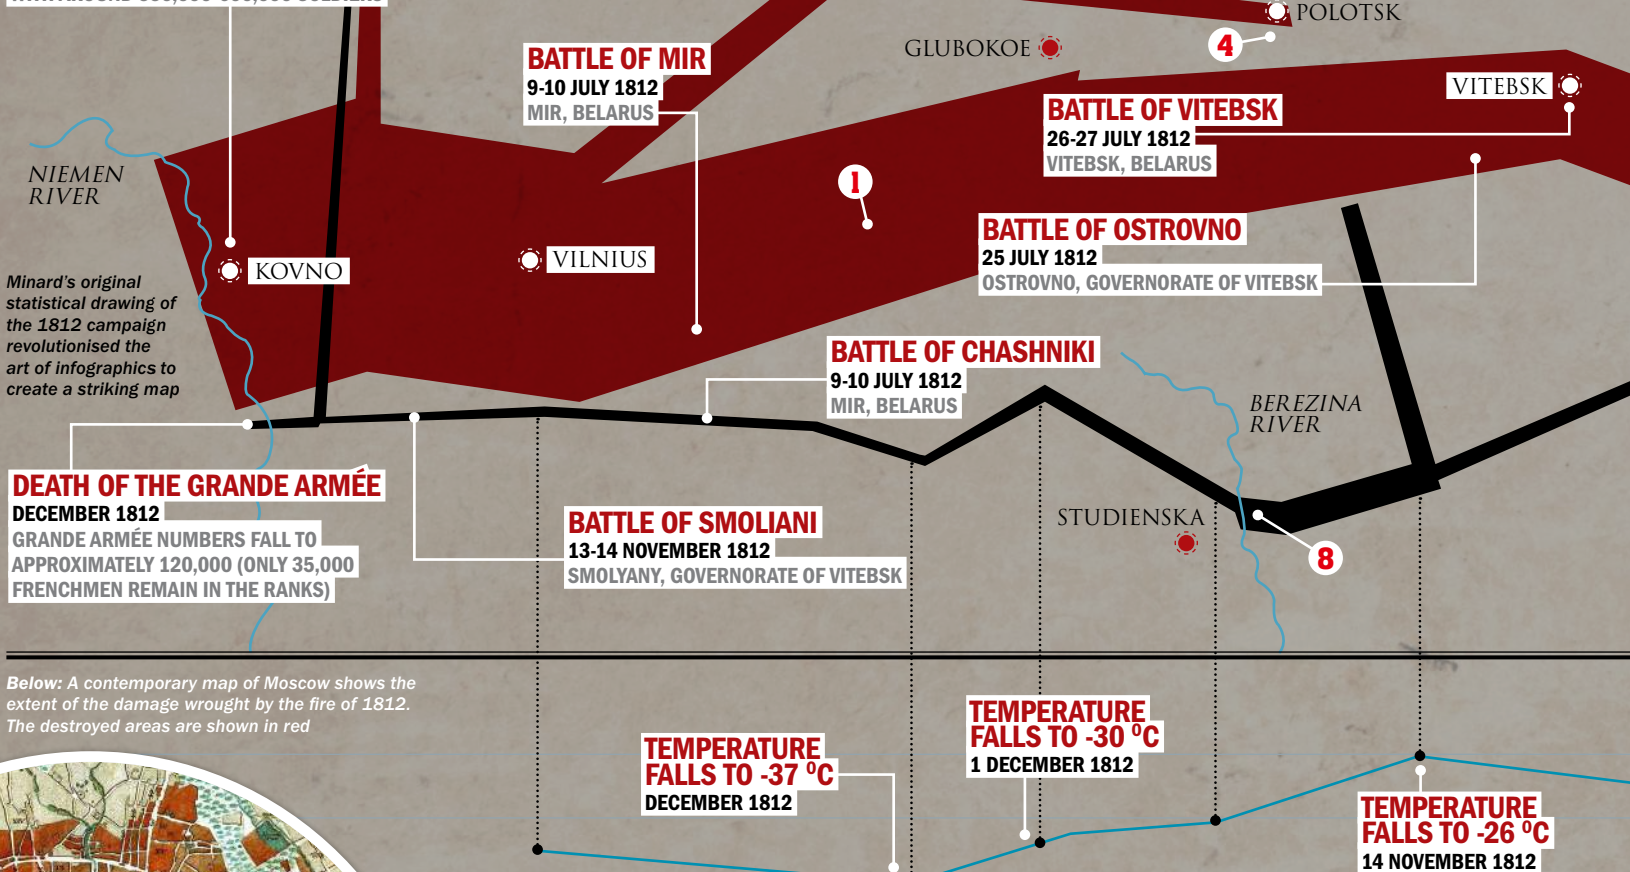 POLOTSK
GLUBOKOE
4
BATTLE OF MIR
9-10 JULY 1812
MIR, BELARUS
VITEBSK
BATTLE OF VITEBSK
26-27 JULY 1812
VITEBSK, BELARUS
NIEMEN
RIVER
1
BATTLE OF OSTROVNO
25 JULY 1812
OSTROVNO, GOVERNORATE OF VITEBSK
KOVNO
VILNIUS
Minard's original
statistical drawing of
the 1812 campaign
revolutionised the
art of infographics to
create a striking map
BATTLE OF CHASHNIKI
9-10 JULY 1812
MIR, BELARUS
BEREZINA
RIVER
DEATH OF THE GRANDE ARMÉE
DECEMBER 1812
GRANDE ARMÉE NUMBERS FALL TO
APPROXIMATELY 120,000 (ONLY 35,000
FRENCHMEN REMAIN IN THE RANKS)
BATTLE OF SMOLIANI
13-14 NOVEMBER 1812
SMOLYANY, GOVERNORATE OF VITEBSK
STUDIENSKA
8
Below: A contemporary map of Moscow shows the
extent of the damage wrought by the fire of 1812.
The destroyed areas are shown in red
TEMPERATURE
FALLS TO -37 ⁰C
DECEMBER 1812
TEMPERATURE
FALLS TO -30 ⁰C
1 DECEMBER 1812
TEMPERATURE
FALLS TO -26 ⁰C
14 NOVEMBER 1812